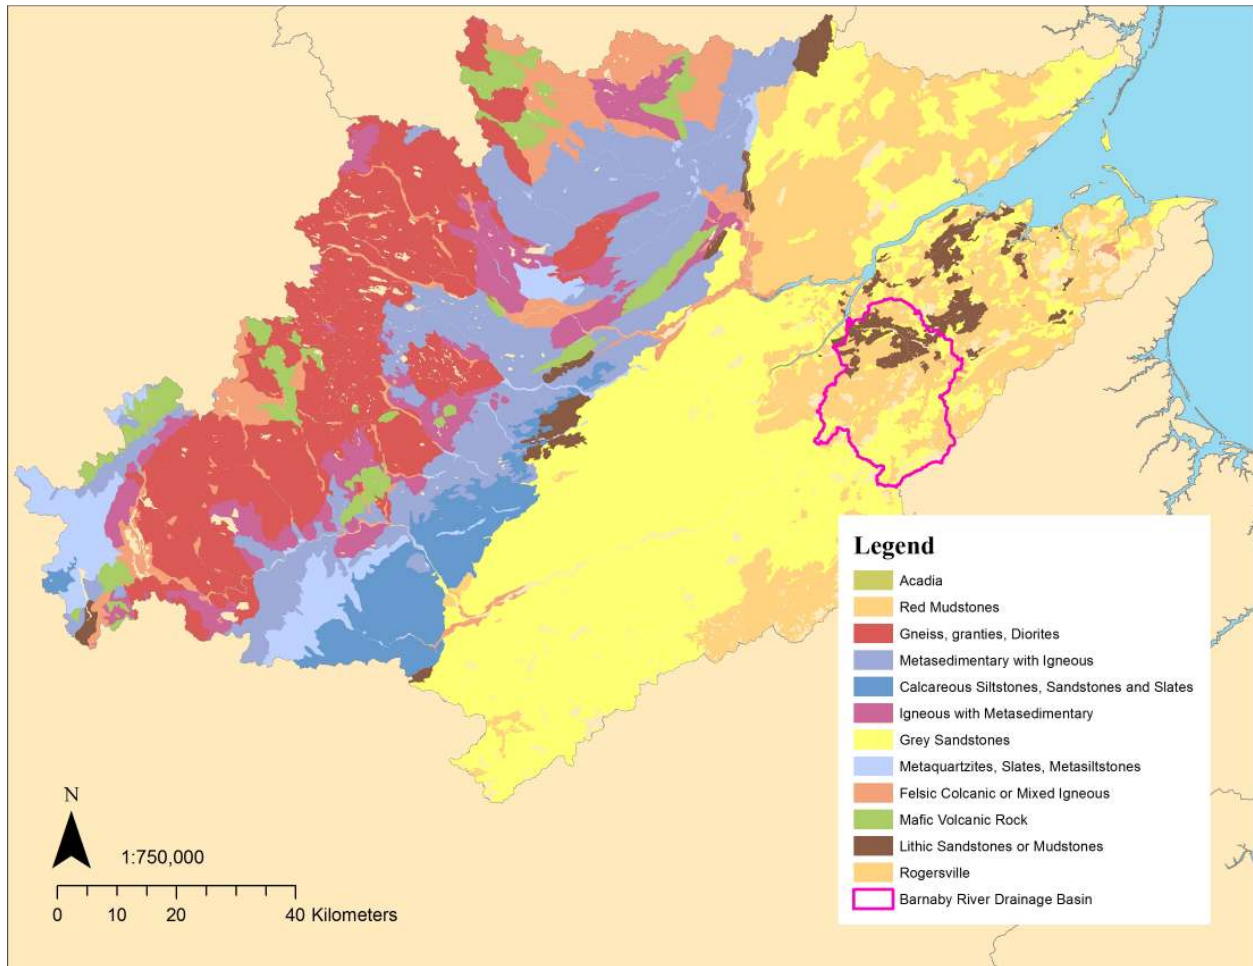 Legend
Acadia
Red Mudstones
Gneiss, granties, Diorites
Metasedimentary with Igneous
Calcareous Siltstones, Sandstones and Slates
Igneous with Metasedimentary
Grey Sandstones
Metaquartzites, Slates, Metasiltstones
Felsic Colcanic or Mixed Igneous
Mafic Volcanic Rock
Lithic Sandstones or Mudstones
Rogersville
Barnaby River Drainage Basin
N
1:750,000
0 10 20 40 Kilometers